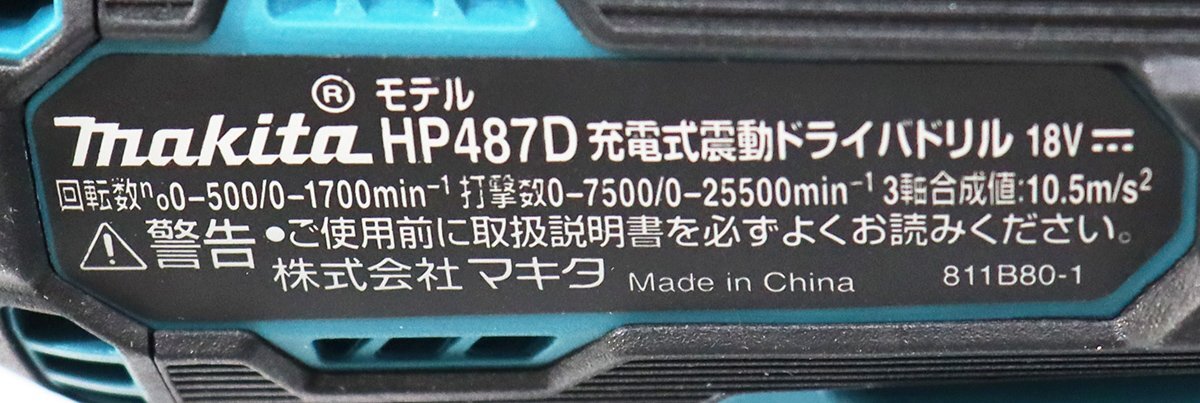 makita® モデル HP487D 充電式震動ドライバドリル 18V⎓
回転数n₀0-500/0-1700min⁻¹ 打撃数0-7500/0-25500min⁻¹ 3軸合成値:10.5m/s²
⚠警告 •ご使用前に取扱説明書を必ずよくお読みください。
株式会社 マキタ Made in China 811B80-1